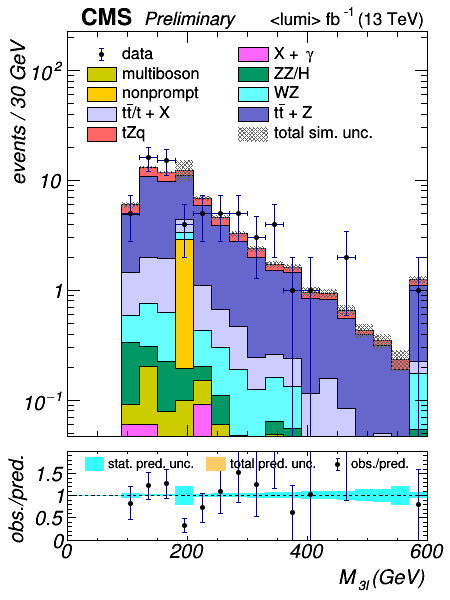 CMS Preliminary <lumi> fb⁻¹ (13 TeV)
events / 30 GeV
10²
10
1
10⁻¹
data
multiboson
nonprompt
tt̄/t + X
tZq
X + γ
ZZ/H
WZ
tt̄ + Z
total sim. unc.
obs./pred.
1.5
1
0.5
0
stat. pred. unc. total pred. unc. obs./pred.
0 200 400 600
M₃ₗ (GeV)